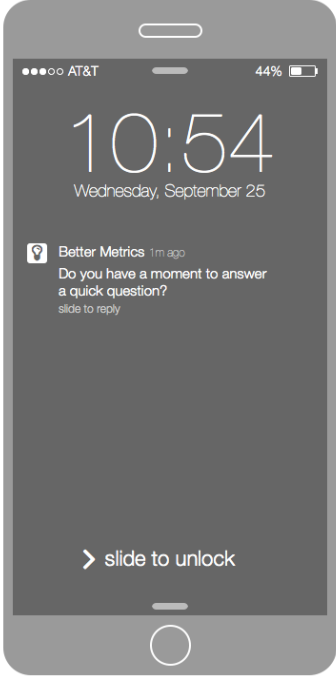 AT&T 44%
10:54
Wednesday, September 25
Better Metrics 1m ago
Do you have a moment to answer
a quick question?
slide to reply
slide to unlock